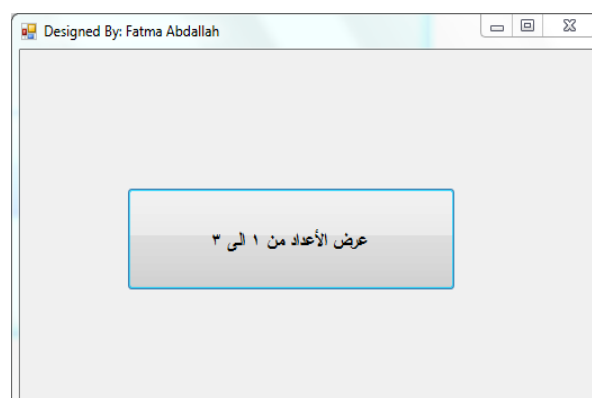 Designed By: Fatma Abdallah
عرض الأعداد من ١ الى ٣